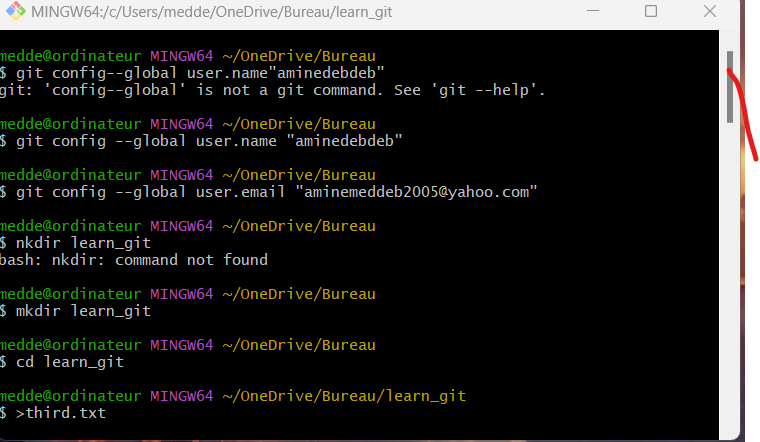 MINGW64:/c/Users/medde/OneDrive/Bureau/learn_git
medde@ordinateur MINGW64 ~/OneDrive/Bureau
$ git config--global user.name"aminedebdeb"
git: 'config--global' is not a git command. See 'git --help'.
medde@ordinateur MINGW64 ~/OneDrive/Bureau
$ git config --global user.name "aminedebdeb"
medde@ordinateur MINGW64 ~/OneDrive/Bureau
$ git config --global user.email "aminemeddeb2005@yahoo.com"
medde@ordinateur MINGW64 ~/OneDrive/Bureau
$ nkdir learn_git
bash: nkdir: command not found
medde@ordinateur MINGW64 ~/OneDrive/Bureau
$ mkdir learn_git
medde@ordinateur MINGW64 ~/OneDrive/Bureau
$ cd learn_git
medde@ordinateur MINGW64 ~/OneDrive/Bureau/learn_git
$ >third.txt